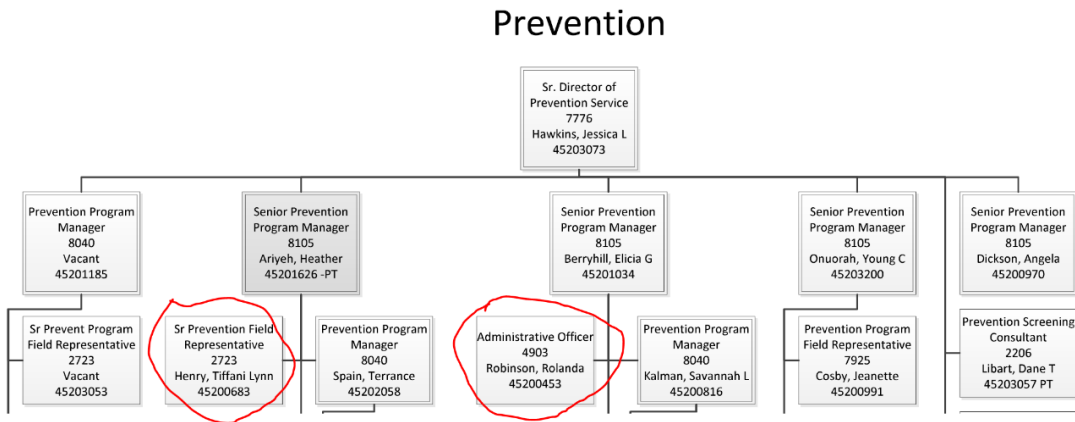 Prevention
Sr. Director of
Prevention Service
7776
Hawkins, Jessica L
45203073
Prevention Program
Manager
8040
Vacant
45201185
Senior Prevention
Program Manager
8105
Ariyeh, Heather
45201626 -PT
Senior Prevention
Program Manager
8105
Berryhill, Elicia G
45201034
Senior Prevention
Program Manager
8105
Onuorah, Young C
45203200
Senior Prevention
Program Manager
8105
Dickson, Angela
45200970
Sr Prevent Program
Field Representative
2723
Vacant
45203053
Sr Prevention Field
Representative
2723
Henry, Tiffani Lynn
45200683
Prevention Program
Manager
8040
Spain, Terrance
45202058
Administrative Officer
4903
Robinson, Rolanda
45200453
Prevention Program
Manager
8040
Kalman, Savannah L
45200816
Prevention Program
Field Representative
7925
Cosby, Jeanette
45200991
Prevention Screening
Consultant
2206
Libart, Dane T
45203057 PT